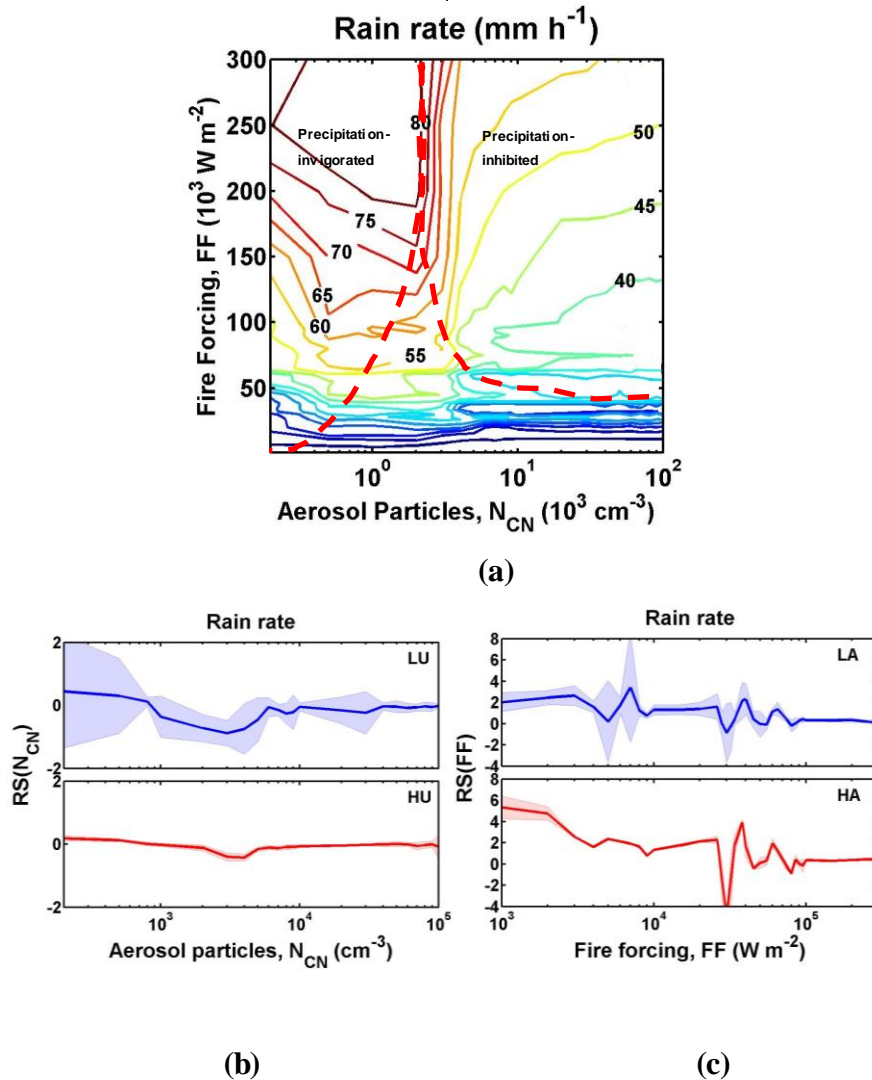 Rain rate (mm h⁻¹)
Fire Forcing, FF (10³ W m⁻²)
300
250
200
150
100
50
Precipitation-
invigorated
80
Precipitation-
inhibited
50
75
70
45
65
40
60
55
10⁰
10¹
10²
Aerosol Particles, N_CN (10³ cm⁻³)
(a)
Rain rate
RS(N_CN)
2
0
-2
LU
2
0
-2
HU
10³
10⁴
10⁵
Aerosol particles, N_CN (cm⁻³)
(b)
Rain rate
RS(FF)
8
6
4
2
0
-2
-4
LA
8
6
4
2
0
-2
-4
HA
10³
10⁴
10⁵
Fire forcing, FF (W m⁻²)
(c)